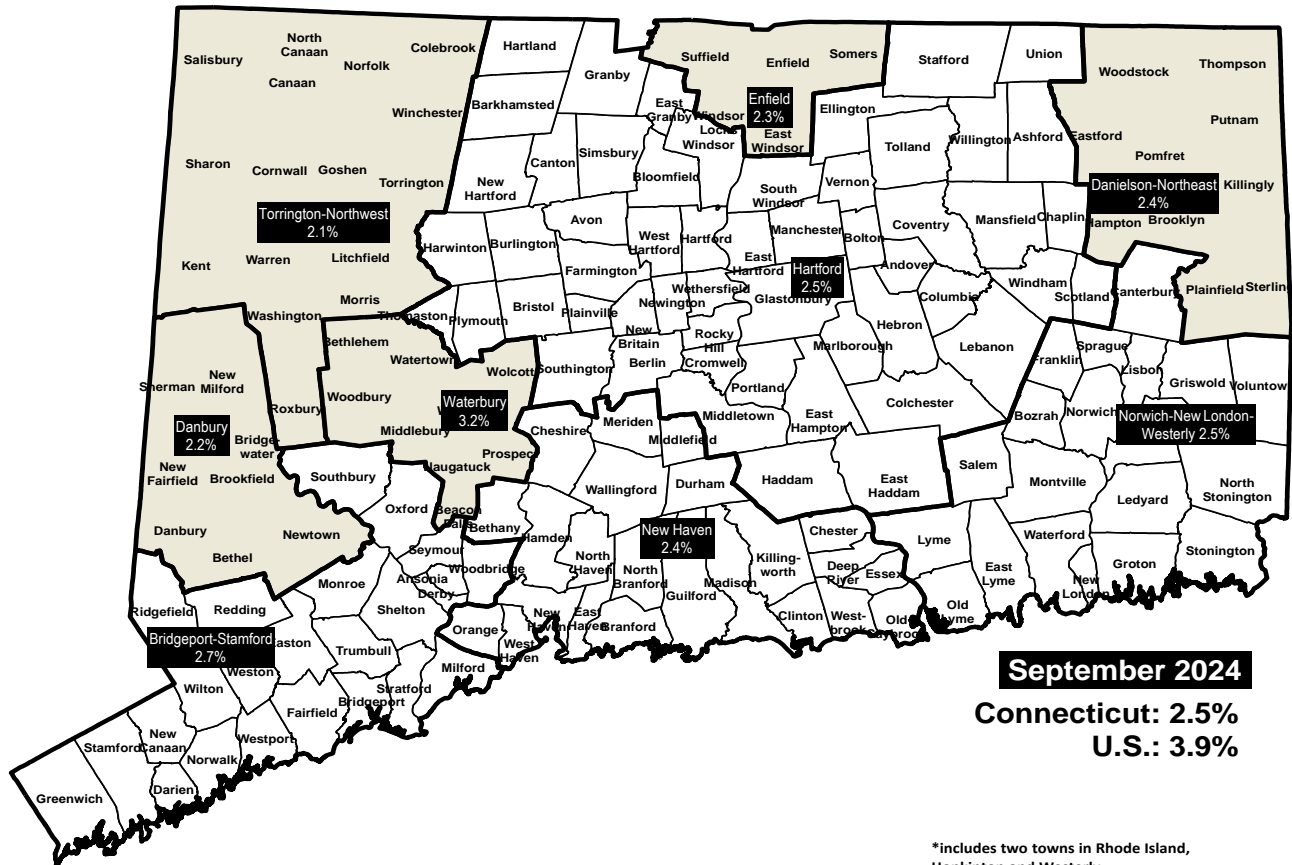 North
Canaan
Colebrook
Salisbury
Norfolk
Canaan
Winchester
Sharon
Cornwall
Goshen
Torrington
Torrington-Northwest
2.1%
Kent
Warren
Litchfield
Morris
Washington
Thomaston
Hartland
Granby
Barkhamsted
East
Granby
Windsor
Locks
Windsor
Suffield
Enfield
Somers
Enfield
2.3%
East
Windsor
Stafford
Union
Ellington
Tolland
Willington
Ashford
Eastford
Woodstock
Thompson
Putnam
Pomfret
Killingly
Danielson-Northeast
2.4%
Hampton
Brooklyn
Plainfield
Sterling
Canton
Simsbury
Bloomfield
New
Hartford
South
Windsor
Vernon
Avon
West
Hartford
Hartford
Manchester
Bolton
Coventry
Mansfield
Chaplin
Harwinton
Burlington
Farmington
East
Hartford
Hartford
2.5%
Andover
Windham
Scotland
Canterbury
Plymouth
Bristol
Plainville
Newington
Wethersfield
Glastonbury
Columbia
Hebron
New
Britain
Rocky
Hill
Marlborough
Lebanon
Southington
Berlin
Cromwell
Portland
Colchester
Middletown
East
Hampton
Bethlehem
Watertown
Wolcott
Woodbury
Waterbury
3.2%
Middlebury
Prospect
Naugatuck
Beacon
Falls
Sherman
New
Milford
Roxbury
Danbury
2.2%
Bridge-
water
New
Fairfield
Brookfield
Danbury
Newtown
Bethel
Southbury
Oxford
Cheshire
Meriden
Middlefield
Wallingford
Durham
Haddam
East
Haddam
Bethany
Hamden
Seymour
Woodbridge
Ansonia
Derby
North
Haven
New Haven
2.4%
North
Branford
Guilford
Madison
Killing-
worth
Chester
Deep
River
Essex
Clinton
West-
brook
Old
Saybrook
New
Haven
East
Haven
Branford
Orange
West
Haven
Milford
Monroe
Shelton
Ridgefield
Redding
Bridgeport-Stamford
2.7%
Easton
Trumbull
Weston
Wilton
Stratford
Bridgeport
Fairfield
Westport
New
Canaan
Stamford
Norwalk
Darien
Greenwich
Franklin
Sprague
Lisbon
Griswold
Voluntown
Bozrah
Norwich
Norwich-New London-
Westerly 2.5%
Salem
Montville
Ledyard
North
Stonington
Lyme
Waterford
East
Lyme
Groton
Stonington
New
London
Old
Lyme
September 2024
Connecticut: 2.5%
U.S.: 3.9%
*includes two towns in Rhode Island,
Hopkinton and Westerly